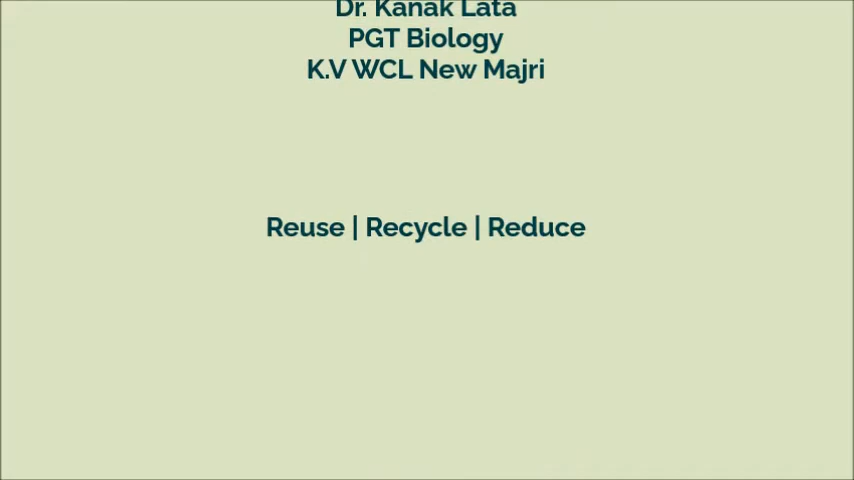 Dr. Kanak Lata
PGT Biology
K.V WCL New Majri
Reuse | Recycle | Reduce